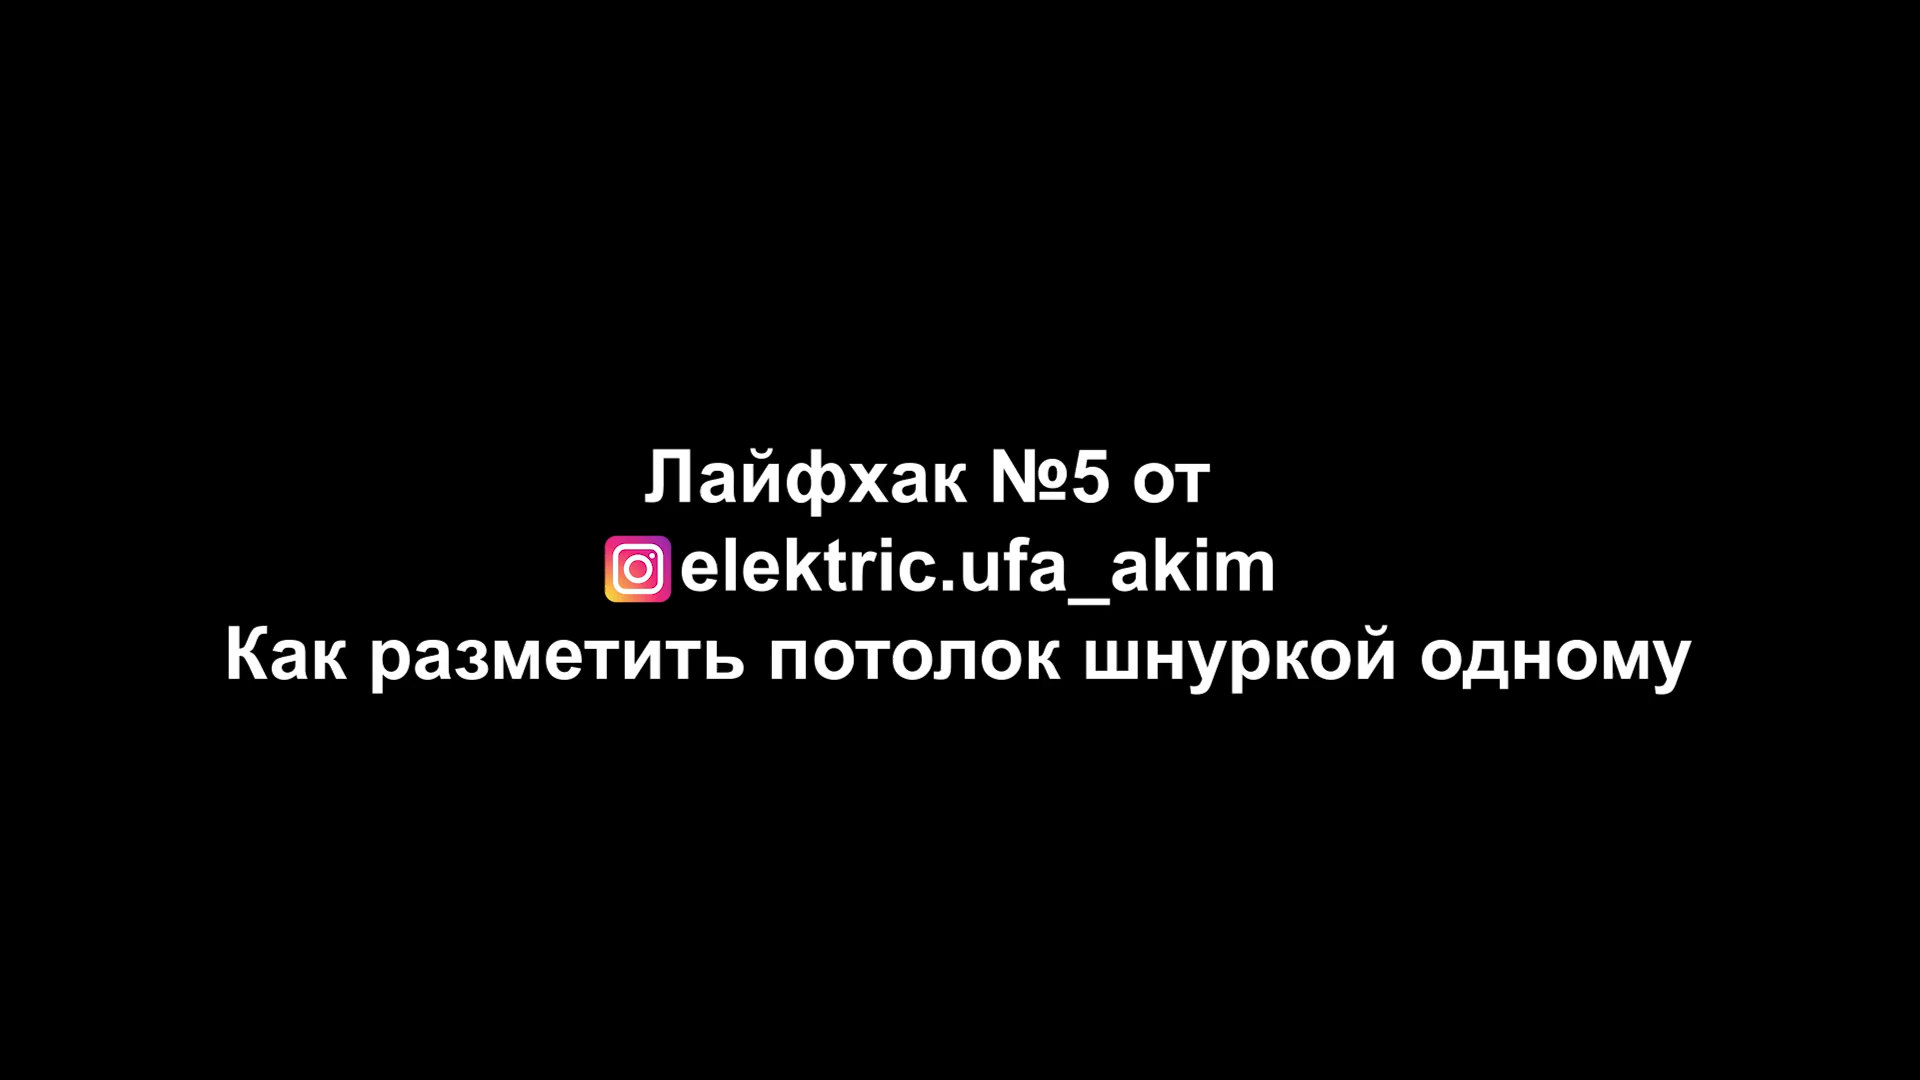 Лайфхак №5 от
elektric.ufa_akim
Как разметить потолок шнуркой одному